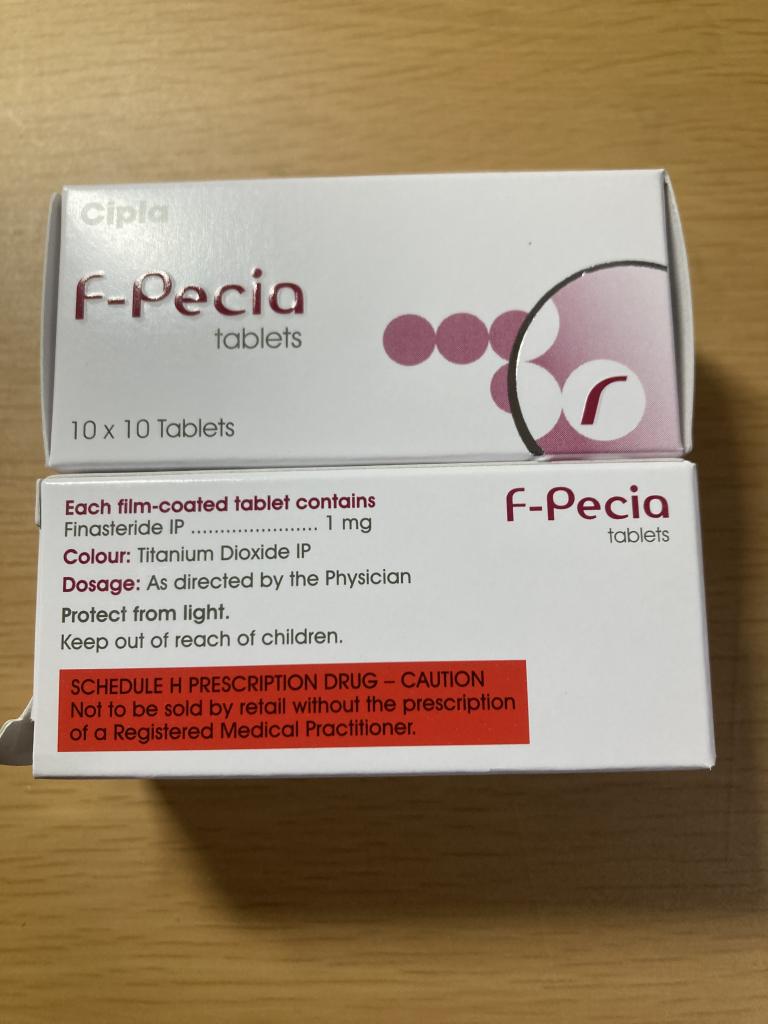 Cipla
F-Pecia
tablets
10 x 10 Tablets
Each film-coated tablet contains
Finasteride IP ...................... 1 mg
Colour: Titanium Dioxide IP
Dosage: As directed by the Physician
Protect from light.
Keep out of reach of children.
F-Pecia
tablets
SCHEDULE H PRESCRIPTION DRUG – CAUTION
Not to be sold by retail without the prescription
of a Registered Medical Practitioner.